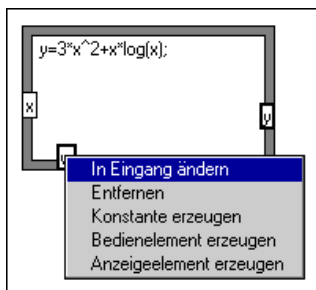 y=3*x^2+x*log(x);
x
y
In Eingang ändern
Entfernen
Konstante erzeugen
Bedienelement erzeugen
Anzeigeelement erzeugen